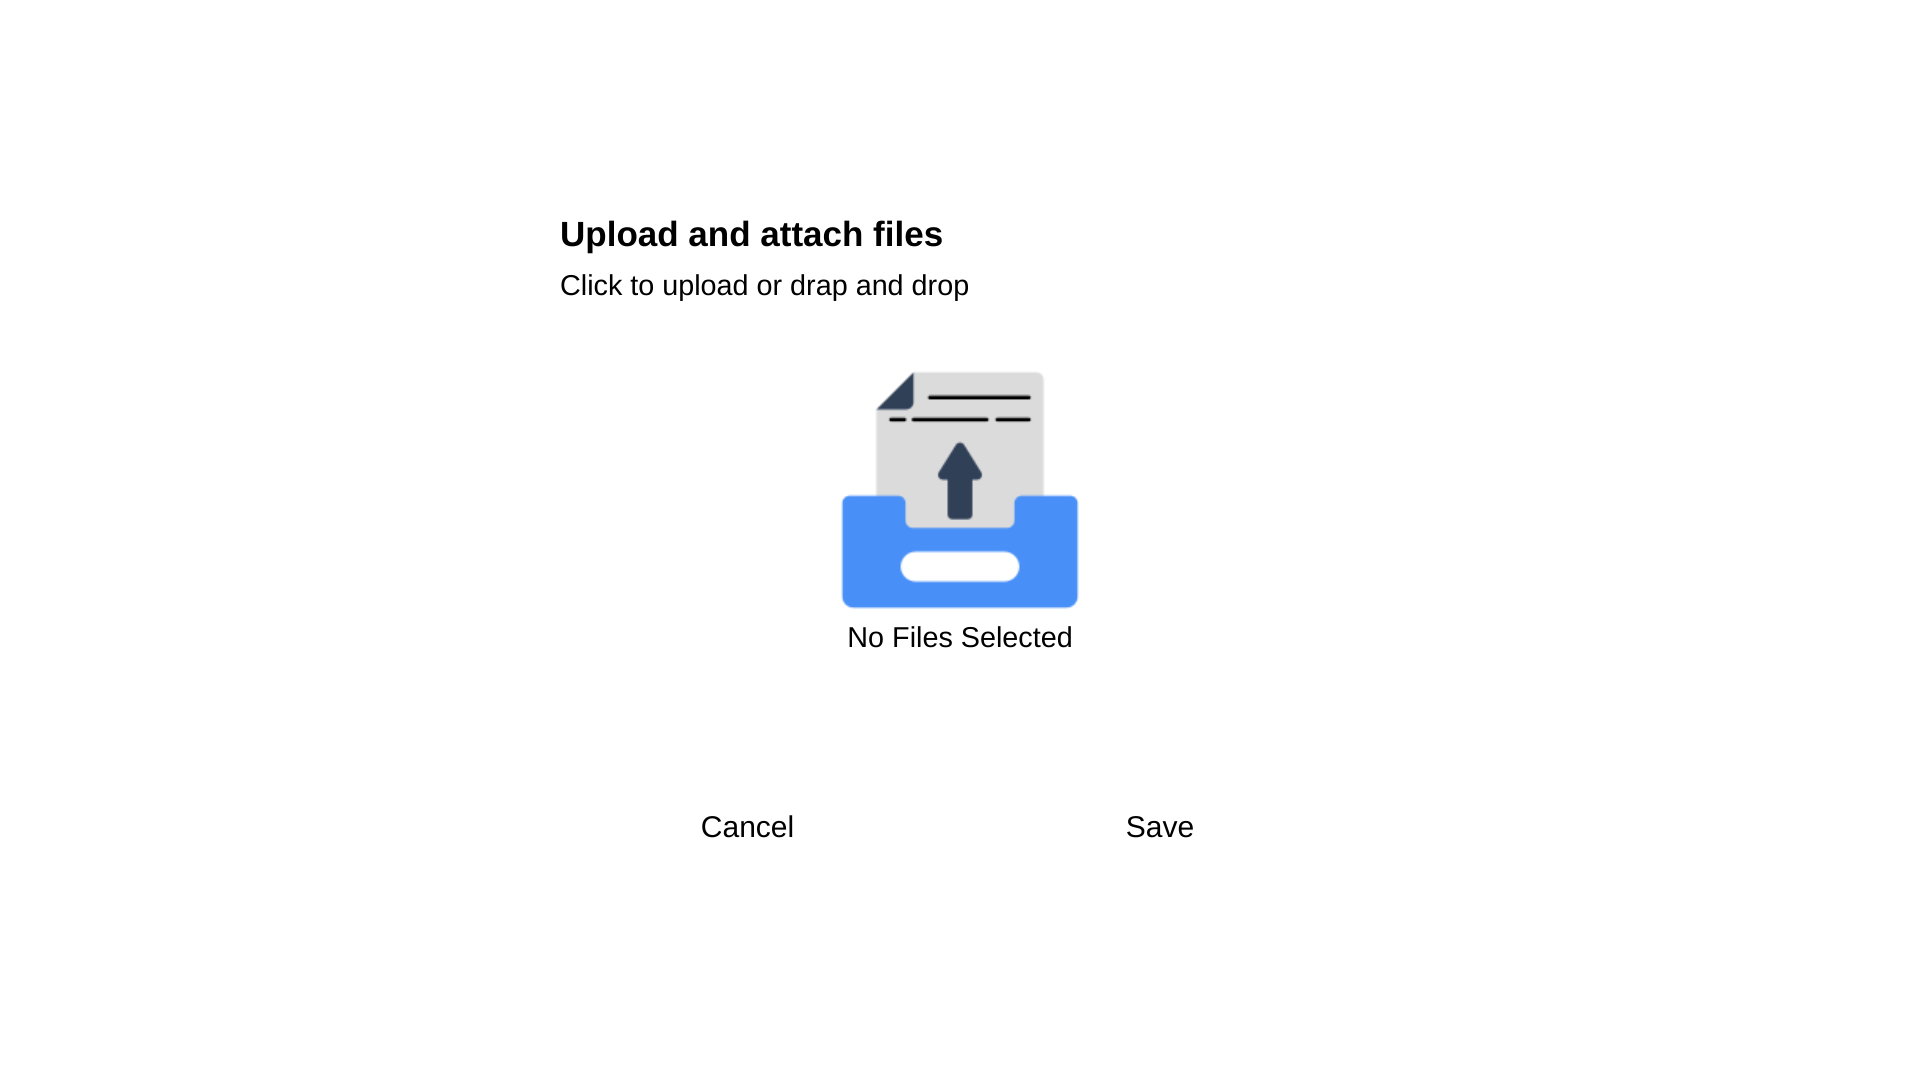 Upload and attach files
Click to upload or drap and drop
No Files Selected
Cancel
Save